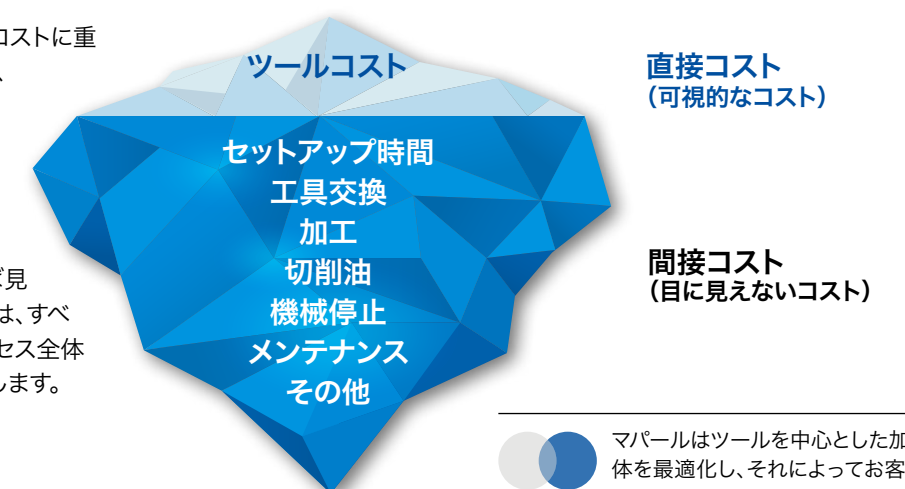 コストに重
、
ツールコスト
直接コスト
（可視的なコスト）
セットアップ時間
工具交換
加工
切削油
機械停止
メンテナンス
その他
間接コスト
（目に見えないコスト）
見
は、すべ
セス全体
します。
マパールはツールを中心とした加
体を最適化し、それによってお客